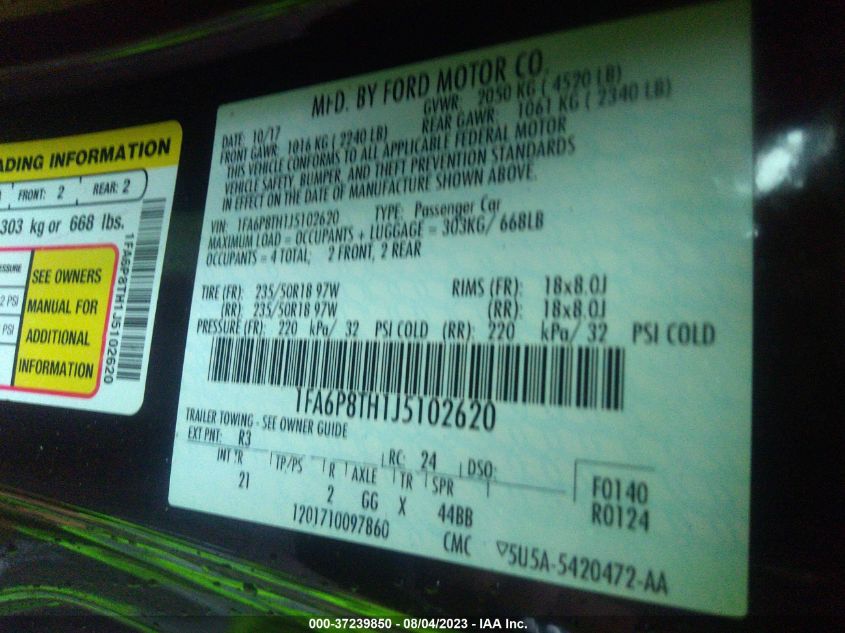 MFD. BY FORD MOTOR CO.
DATE: 10/17 GVWR: 2050 KG ( 4520 LB)
FRONT GAWR: 1016 KG ( 2240 LB) REAR GAWR: 1061 KG ( 2340 LB)
THIS VEHICLE CONFORMS TO ALL APPLICABLE FEDERAL MOTOR
VEHICLE SAFETY, BUMPER, AND THEFT PREVENTION STANDARDS
IN EFFECT ON THE DATE OF MANUFACTURE SHOWN ABOVE.
VIN: 1FA6P8TH1J5102620 TYPE: Passenger Car
MAXIMUM LOAD = OCCUPANTS + LUGGAGE = 303KG/ 668LB
OCCUPANTS = 4 TOTAL; 2 FRONT, 2 REAR
TIRE (FR): 235/50R18 97W RIMS (FR): 18x8.0J
(RR): 235/50R18 97W (RR): 18x8.0J
PRESSURE (FR): 220 kPa/ 32 PSI COLD (RR): 220 kPa/ 32 PSI COLD
1FA6P8TH1J5102620
TRAILER TOWING - SEE OWNER GUIDE
EXT PNT: R3 RC: 24 DSO:
INT TR TP/PS R AXLE TR SPR
21 2 GG X 44BB
F0140
R0124
1201710097860 CMC
5U5A-5420472-AA
ADING INFORMATION
FRONT: 2 REAR: 2
303 kg or 668 lbs.
SEE OWNERS
MANUAL FOR
ADDITIONAL
INFORMATION
2 PSI
PSI
1FA6P8TH1J5102620
000-37239850 - 08/04/2023 - IAA Inc.